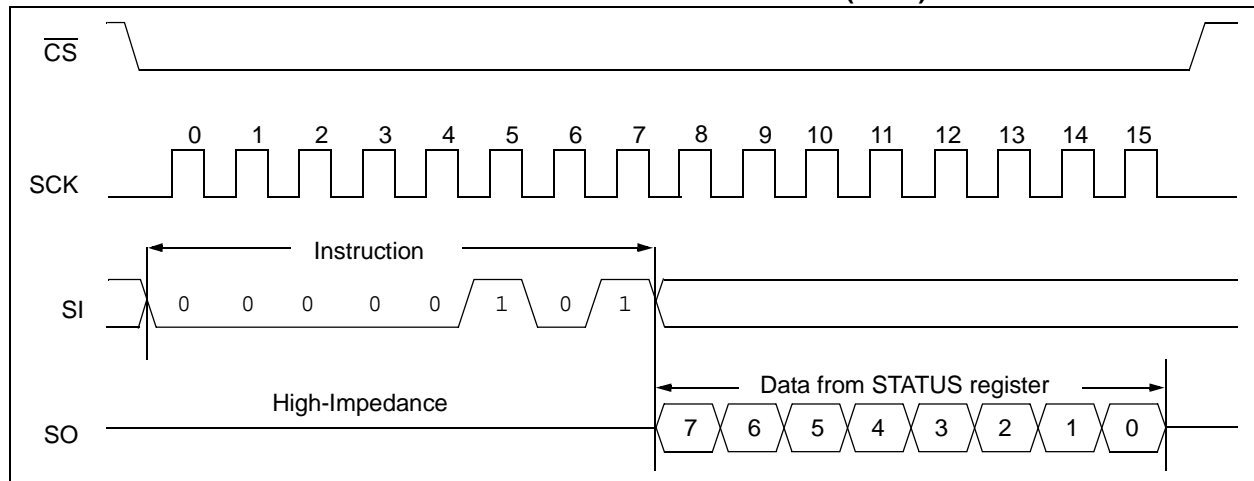 CS
0 1 2 3 4 5 6 7 8 9 10 11 12 13 14 15
SCK
Instruction
SI
0 0 0 0 0 1 0 1
Data from STATUS register
High-Impedance
SO
7 6 5 4 3 2 1 0